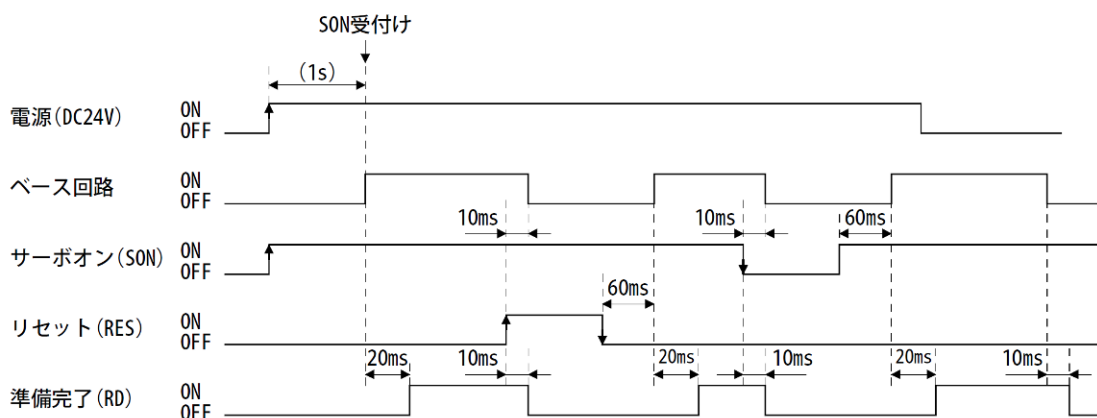 SON受付け
(1s)
電源(DC24V)
ON
OFF
ベース回路
ON
OFF
10ms
10ms
60ms
サーボオン(SON)
ON
OFF
60ms
リセット(RES)
ON
OFF
20ms
10ms
20ms
10ms
20ms
10ms
準備完了(RD)
ON
OFF